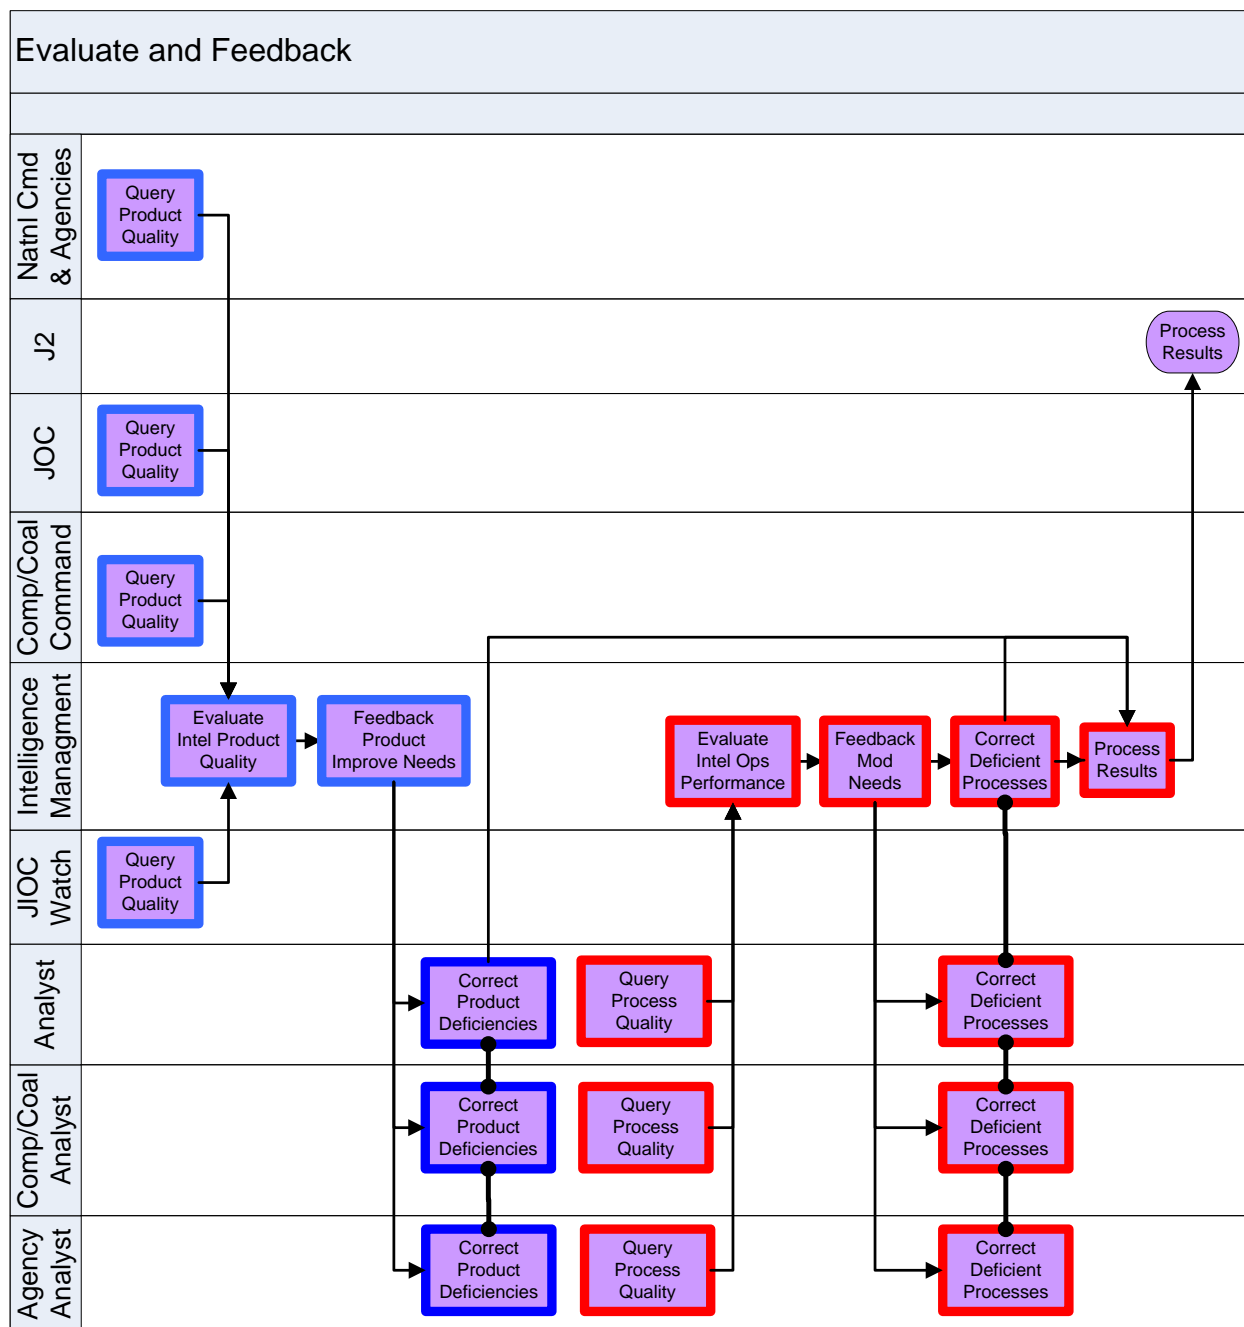 Evaluate and Feedback
Natnl Cmd
& Agencies
Query
Product
Quality
J2
Process
Results
JOC
Query
Product
Quality
Comp/Coal
Command
Query
Product
Quality
Intelligence
Managment
Evaluate
Intel Product
Quality
Feedback
Product
Improve Needs
Evaluate
Intel Ops
Performance
Feedback
Mod
Needs
Correct
Deficient
Processes
Process
Results
JIOC
Watch
Query
Product
Quality
Analyst
Correct
Product
Deficiencies
Query
Process
Quality
Correct
Deficient
Processes
Comp/Coal
Analyst
Correct
Product
Deficiencies
Query
Process
Quality
Correct
Deficient
Processes
Agency
Analyst
Correct
Product
Deficiencies
Query
Process
Quality
Correct
Deficient
Processes